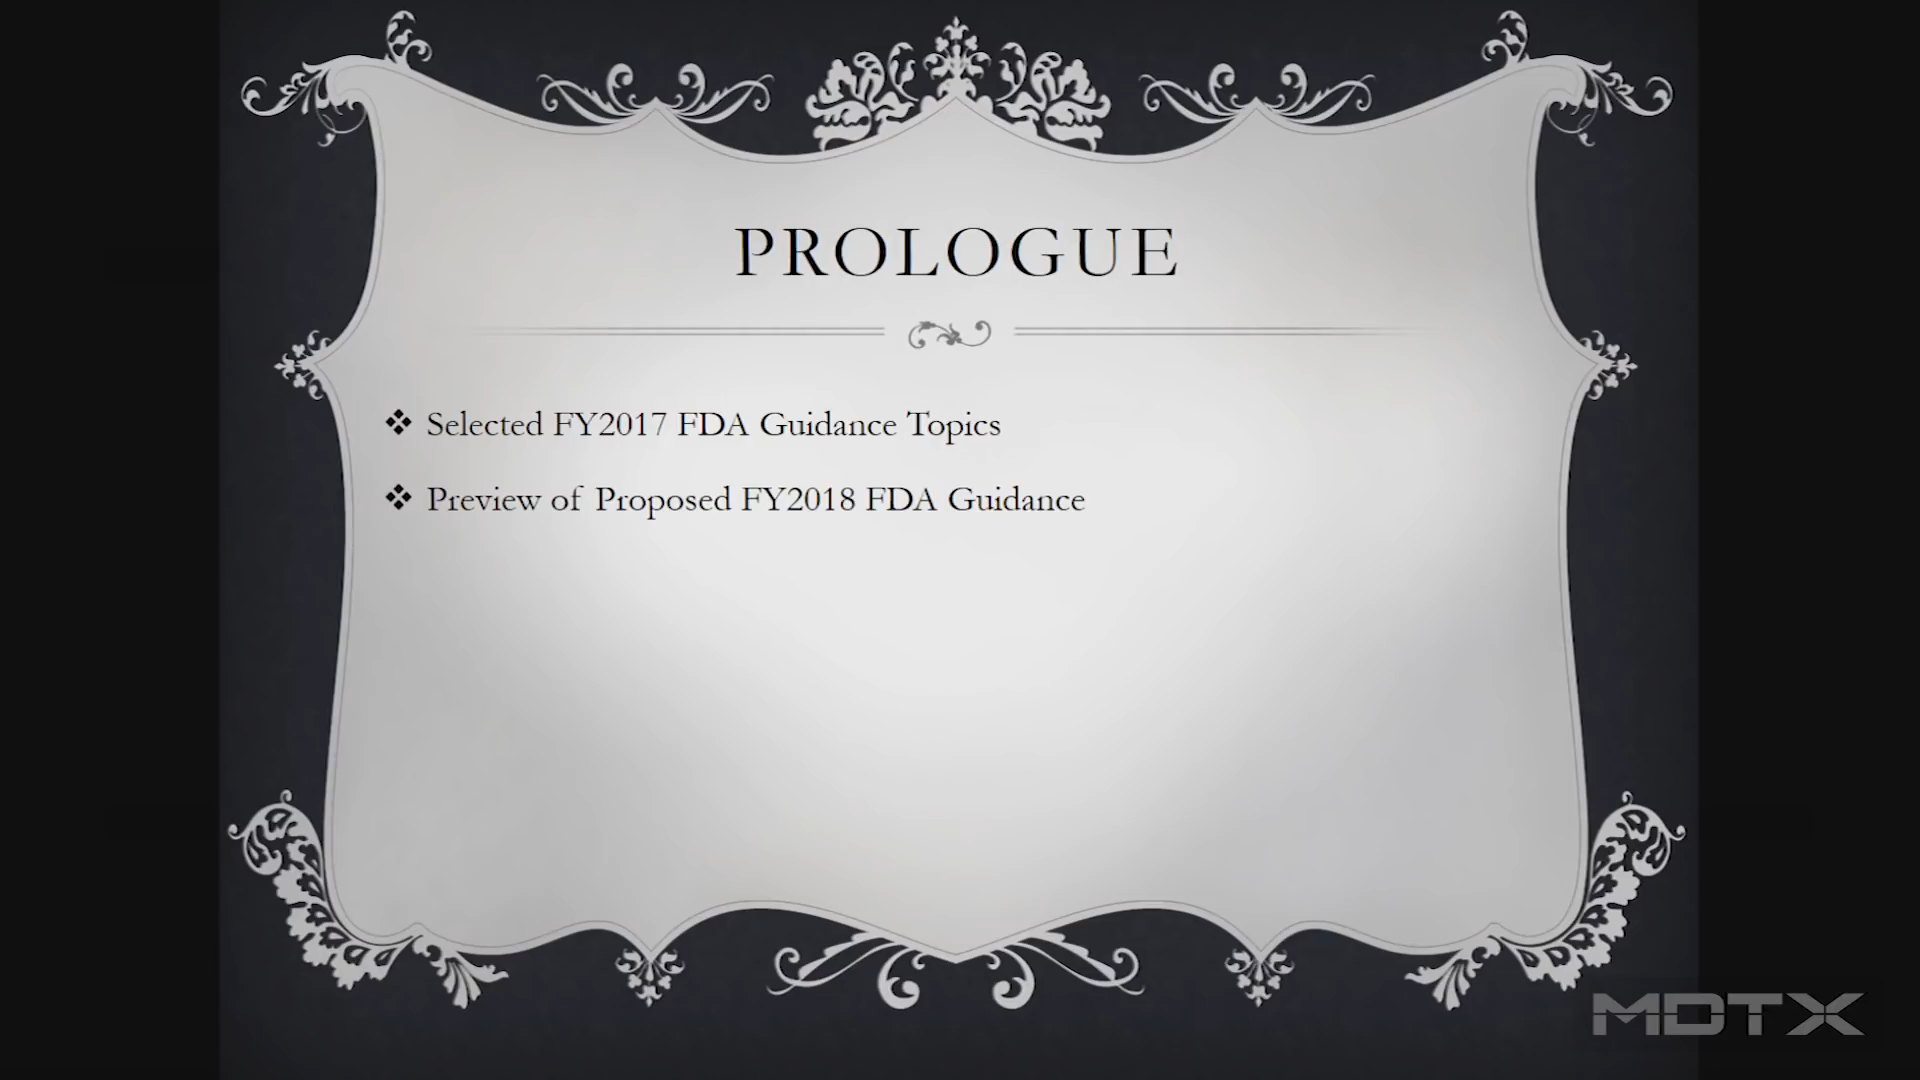 PROLOGUE
❖ Selected FY2017 FDA Guidance Topics
❖ Preview of Proposed FY2018 FDA Guidance
MDTX